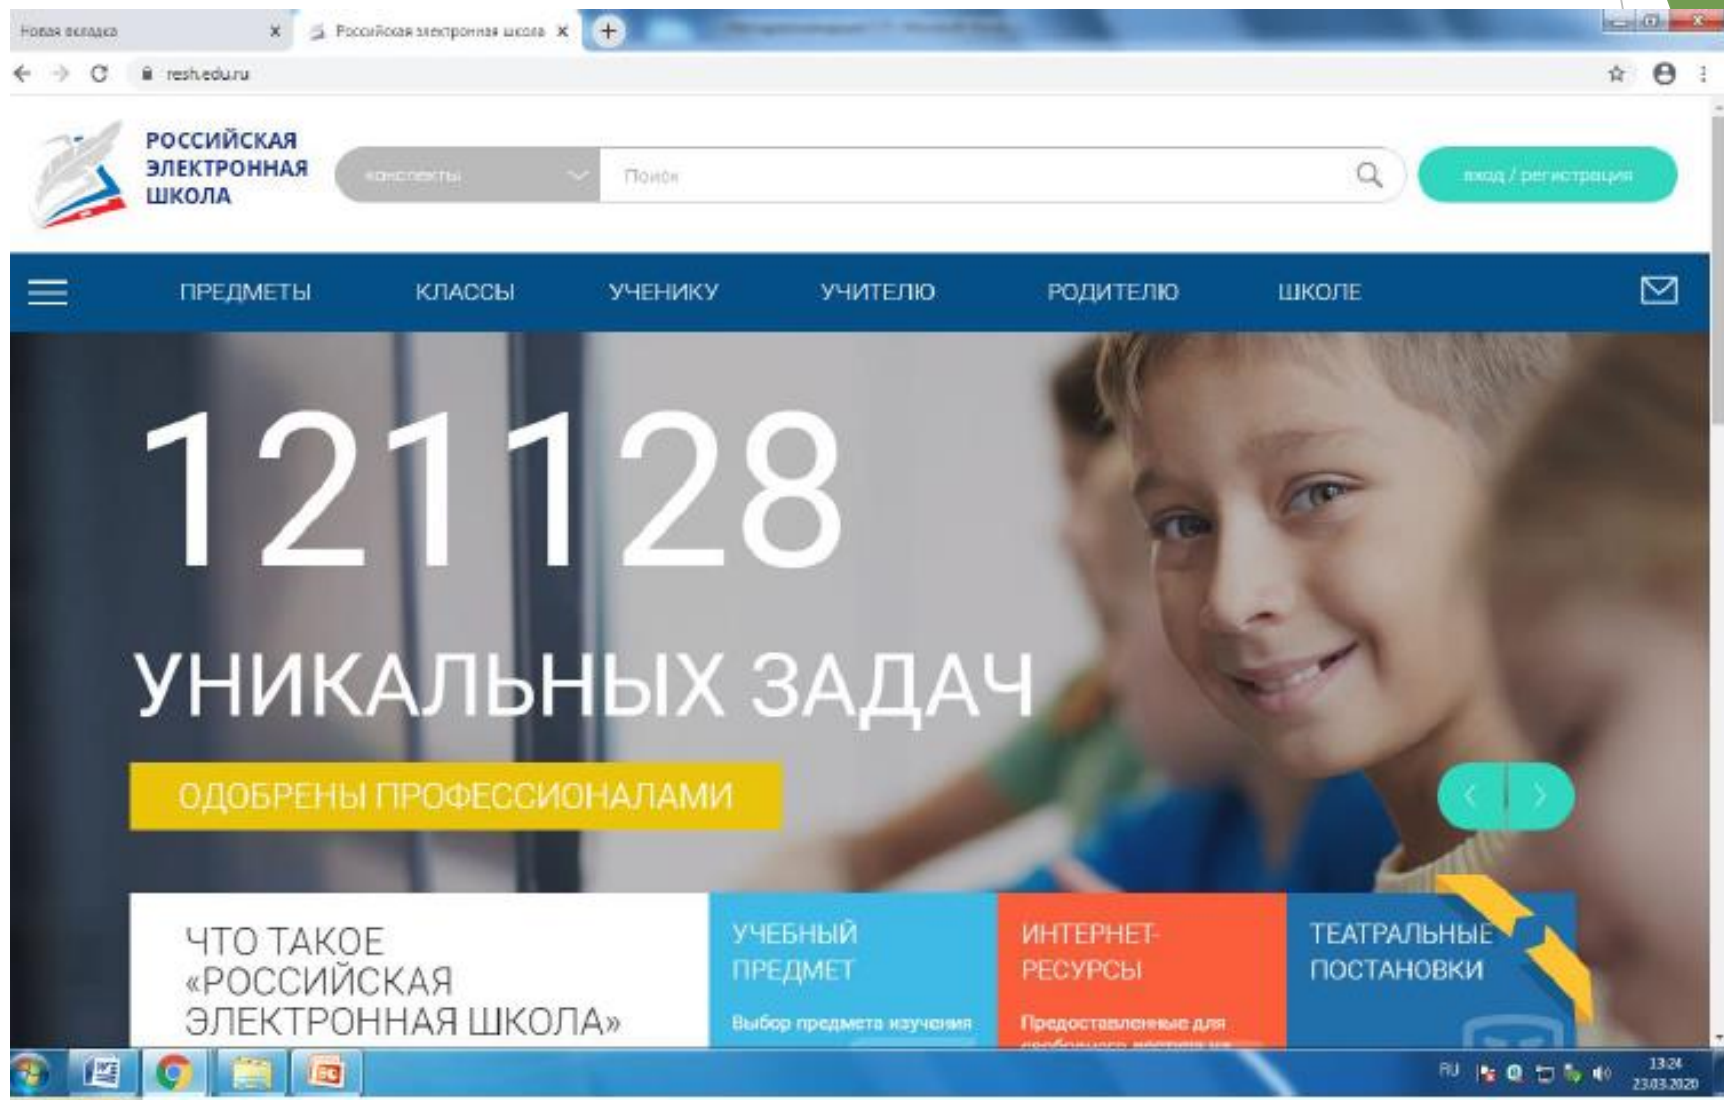 Новая вкладка
Российская электронная школа
resh.edu.ru
РОССИЙСКАЯ
ЭЛЕКТРОННАЯ
ШКОЛА
конспекты
Поиск
вход / регистрация
ПРЕДМЕТЫ КЛАССЫ УЧЕНИКУ УЧИТЕЛЮ РОДИТЕЛЮ ШКОЛЕ
121128
УНИКАЛЬНЫХ ЗАДАЧ
ОДОБРЕНЫ ПРОФЕССИОНАЛАМИ
ЧТО ТАКОЕ
«РОССИЙСКАЯ
ЭЛЕКТРОННАЯ ШКОЛА»
УЧЕБНЫЙ
ПРЕДМЕТ
Выбор предмета изучения
ИНТЕРНЕТ-
РЕСУРСЫ
Предоставленные для
ТЕАТРАЛЬНЫЕ
ПОСТАНОВКИ
RU
13:24
23.03.2020